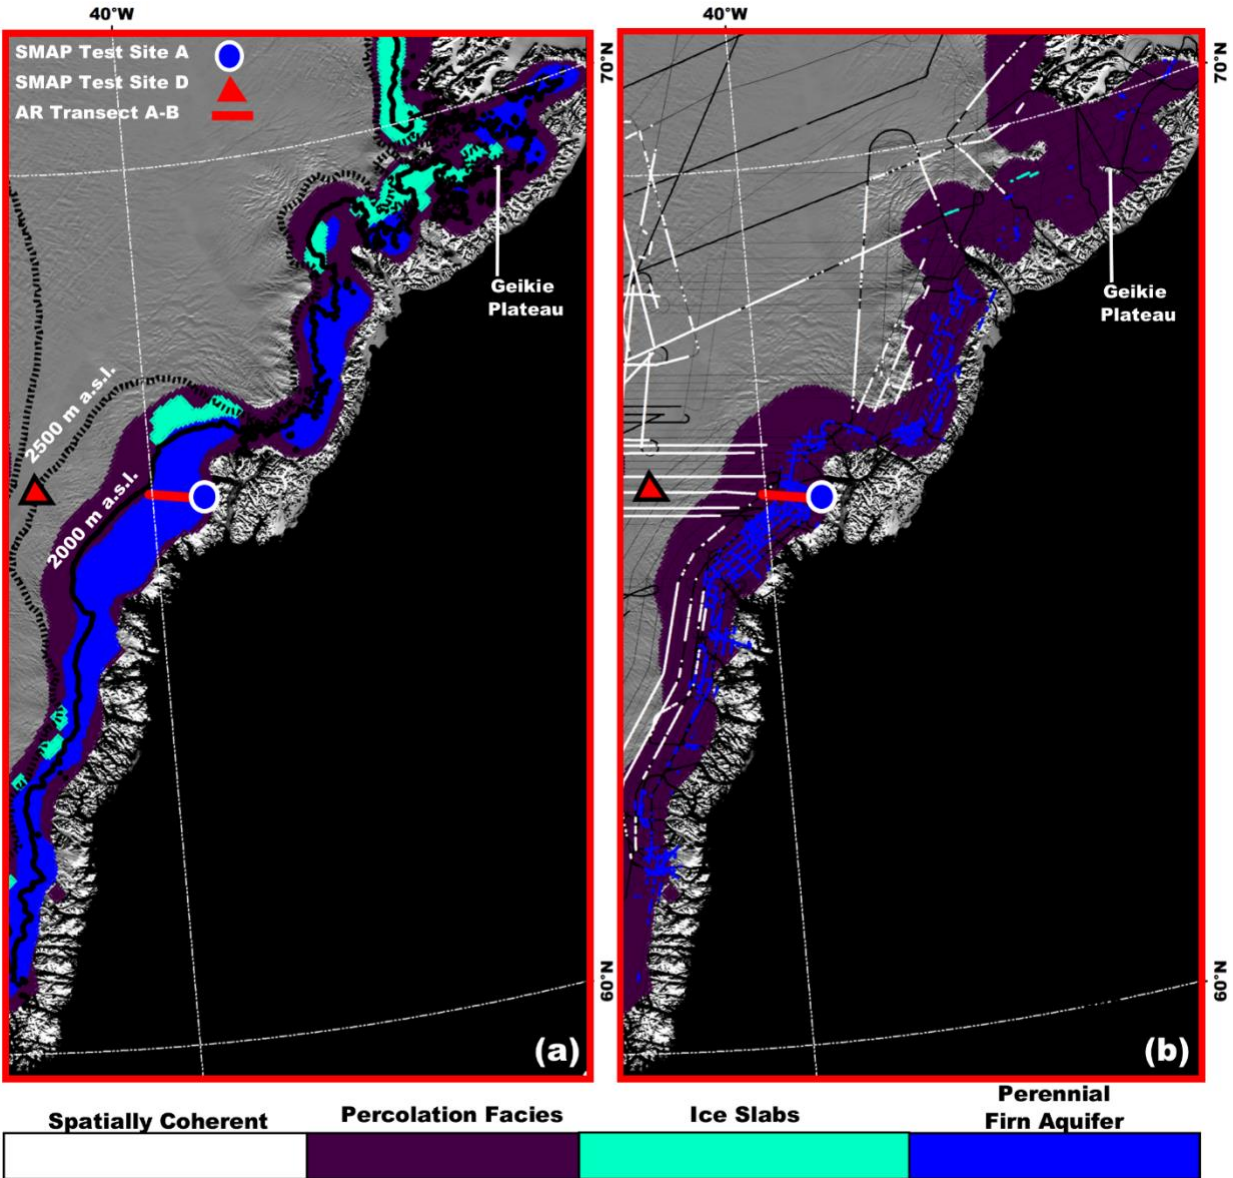 40°W
40°W
SMAP Test Site A
SMAP Test Site D
AR Transect A-B
70°N
70°N
Geikie
Plateau
Geikie
Plateau
2500 m a.s.l.
2000 m a.s.l.
60°N
60°N
(a)
(b)
Spatially Coherent
Percolation Facies
Ice Slabs
Perennial
Firn Aquifer